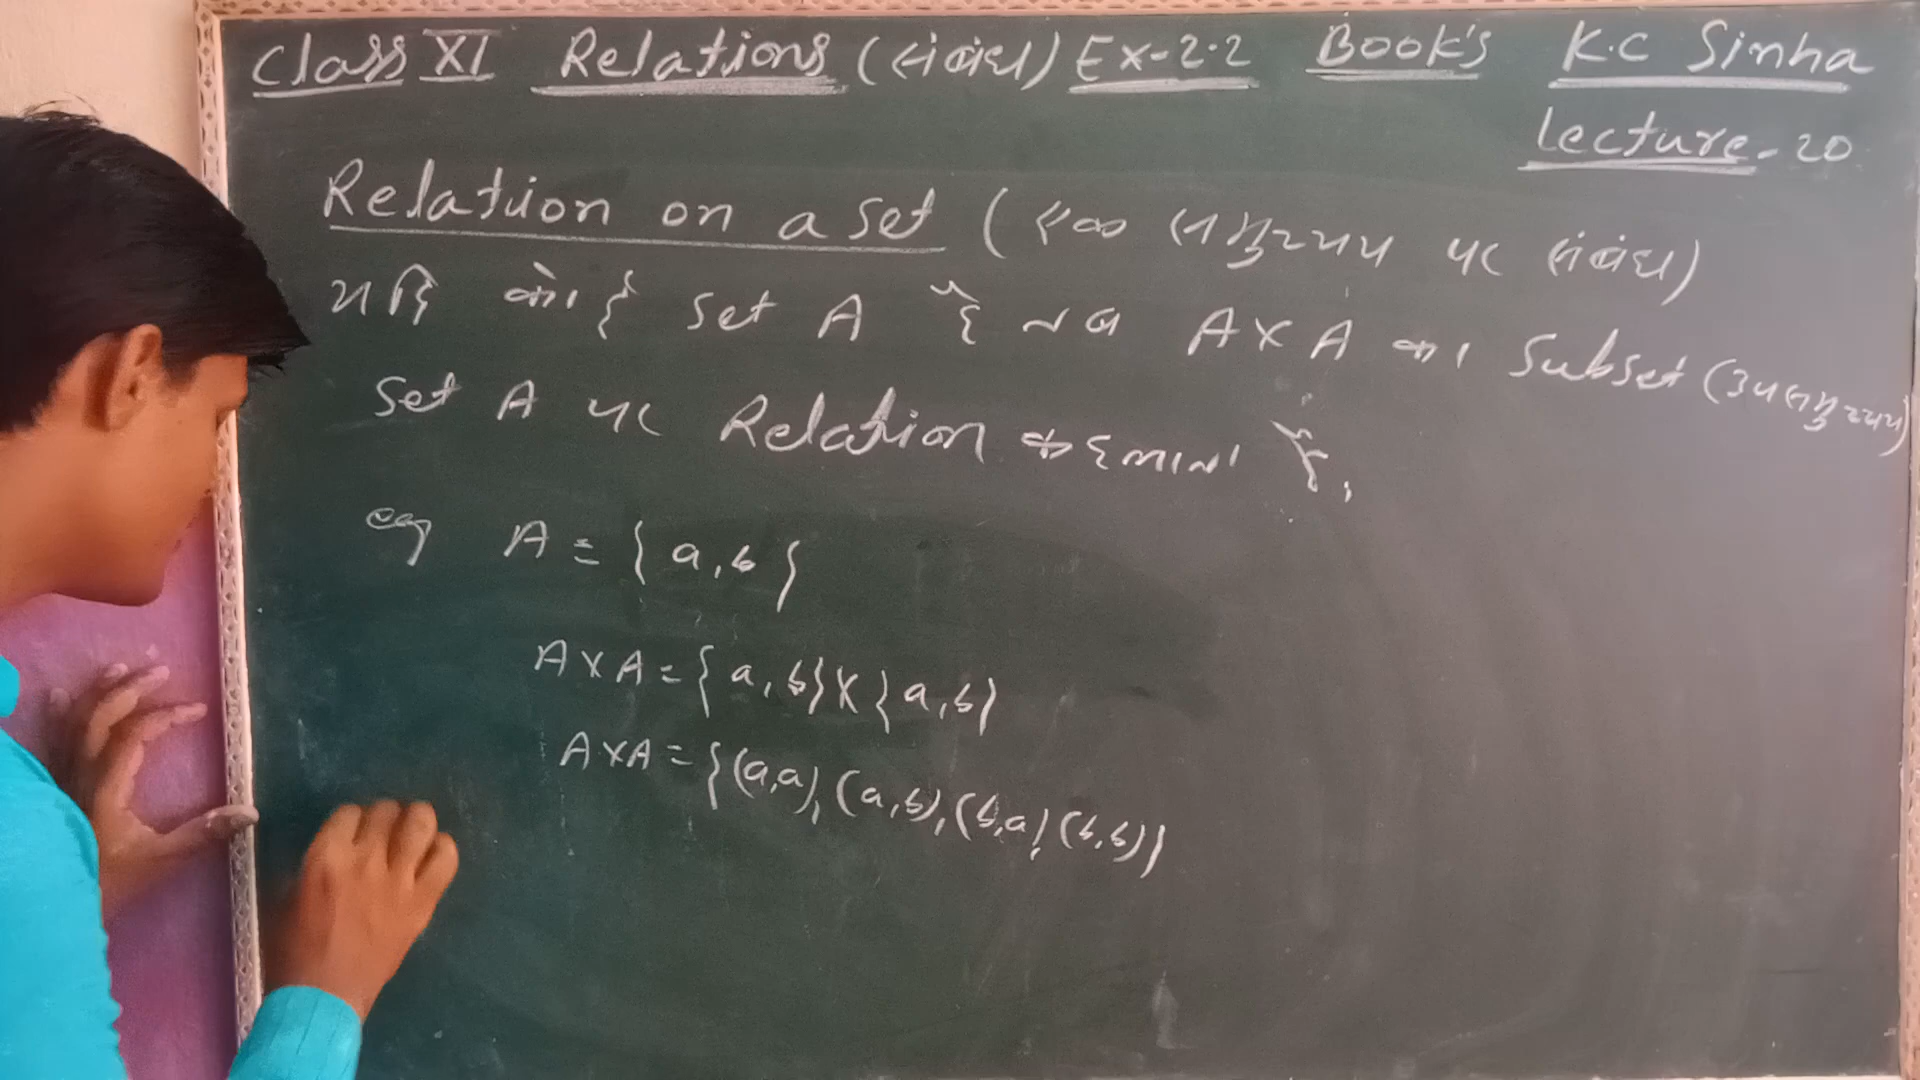 Class XI Relations (संबंध) Ex-2.2 Book's K.C Sinha
Lecture-20
Relation on a set (एक समुच्चय पर संबंध)
यदि कोई set A है तब A×A का Subset (उपसमुच्चय)
Set A पर Relation कहलाता है,
eg A = {a,b}
A×A = {a,b}×{a,b}
A×A = {(a,a),(a,b),(b,a),(b,b)}